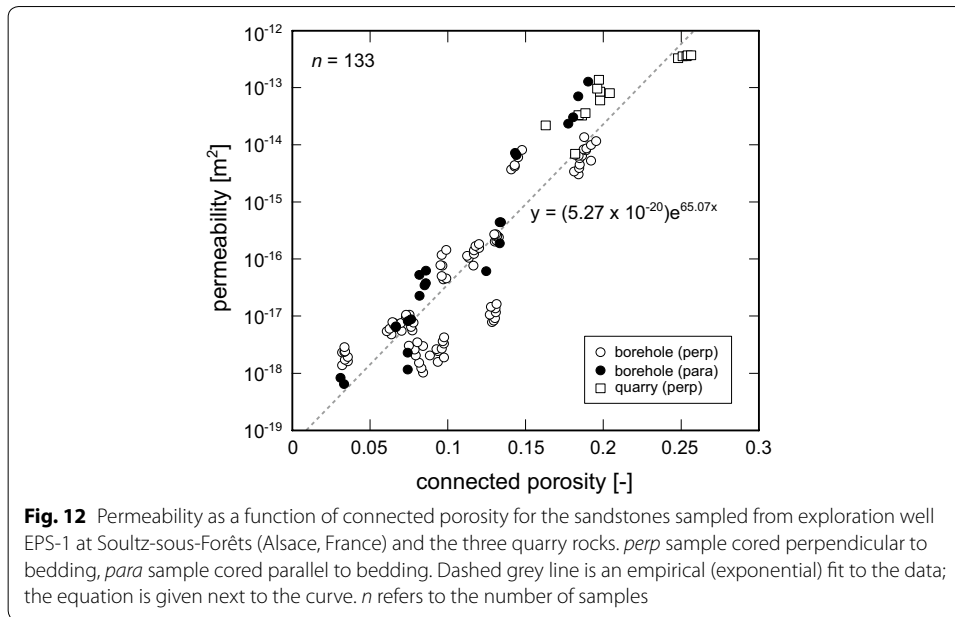 10-12
n = 133
10-13
10-14
10-15
y = (5.27 x 10-20)e65.07x
10-16
10-17
10-18
10-19
permeability [m2]
borehole (perp)
borehole (para)
quarry (perp)
0 0.05 0.1 0.15 0.2 0.25 0.3
connected porosity [-]
Fig. 12 Permeability as a function of connected porosity for the sandstones sampled from exploration well
EPS-1 at Soultz-sous-Forêts (Alsace, France) and the three quarry rocks. perp sample cored perpendicular to
bedding, para sample cored parallel to bedding. Dashed grey line is an empirical (exponential) fit to the data;
the equation is given next to the curve. n refers to the number of samples